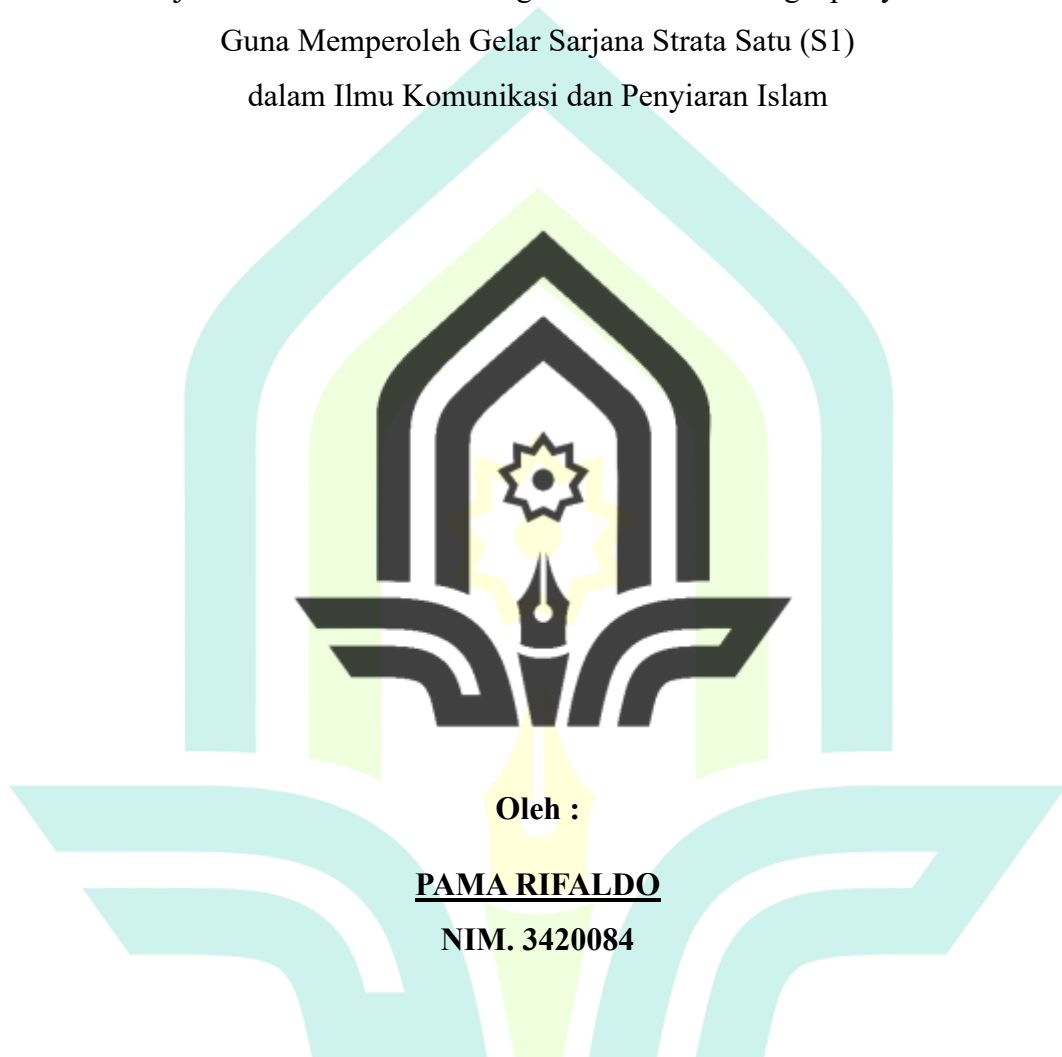 Guna Memperoleh Gelar Sarjana Strata Satu (S1)
dalam Ilmu Komunikasi dan Penyiaran Islam
Oleh :
PAMA RIFALDO
NIM. 3420084